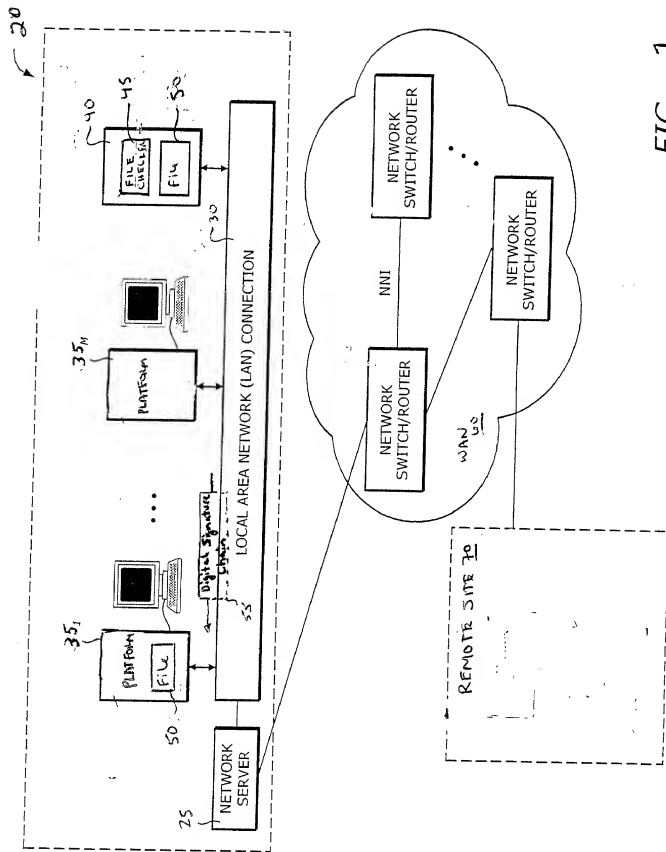 20
40
FILE
CHECKER
45
File
50
30
35M
PLATFORM
Digital Signature
Chain
55
351
PLATFORM
File
50
LOCAL AREA NETWORK (LAN) CONNECTION
25
NETWORK
SERVER
NETWORK
SWITCH/ROUTER
NNI
NETWORK
SWITCH/ROUTER
NETWORK
SWITCH/ROUTER
WAN
60
REMOTE SITE 70
FIG. 1